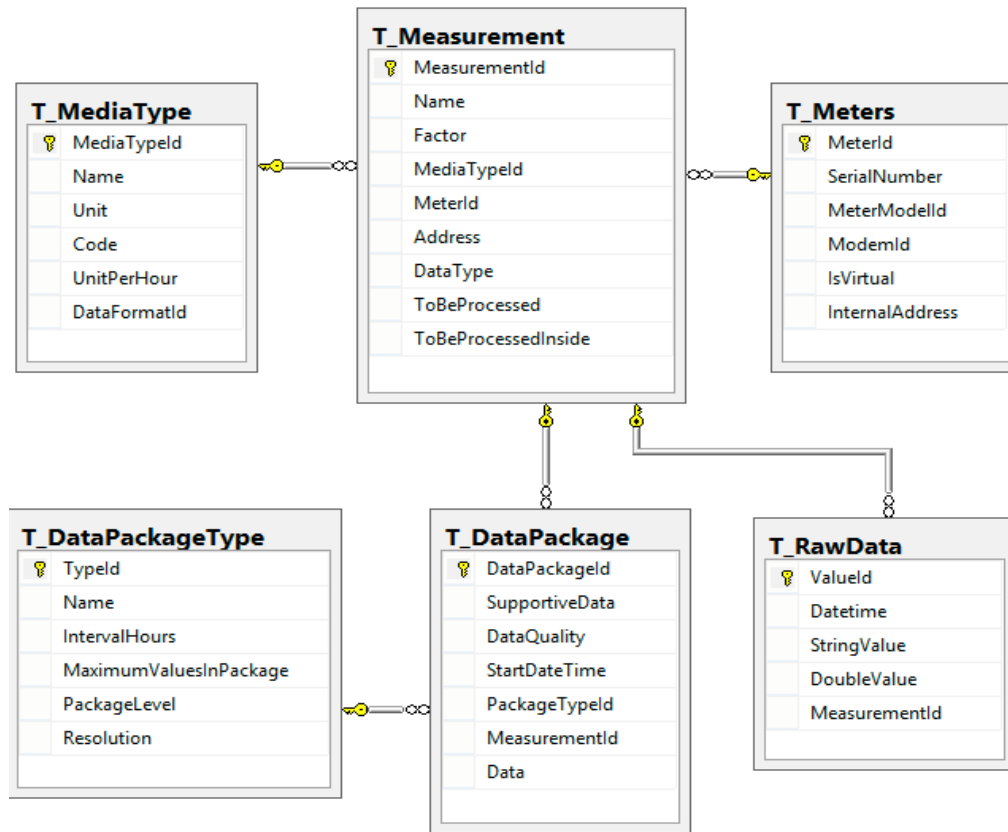 T_Measurement
MeasurementId
Name
Factor
MediaTypeId
MeterId
Address
DataType
ToBeProcessed
ToBeProcessedInside
T_MediaType
MediaTypeId
Name
Unit
Code
UnitPerHour
DataFormatId
T_Meters
MeterId
SerialNumber
MeterModelId
ModemId
IsVirtual
InternalAddress
T_DataPackageType
TypeId
Name
IntervalHours
MaximumValuesInPackage
PackageLevel
Resolution
T_DataPackage
DataPackageId
SupportiveData
DataQuality
StartDateTime
PackageTypeId
MeasurementId
Data
T_RawData
ValueId
Datetime
StringValue
DoubleValue
MeasurementId